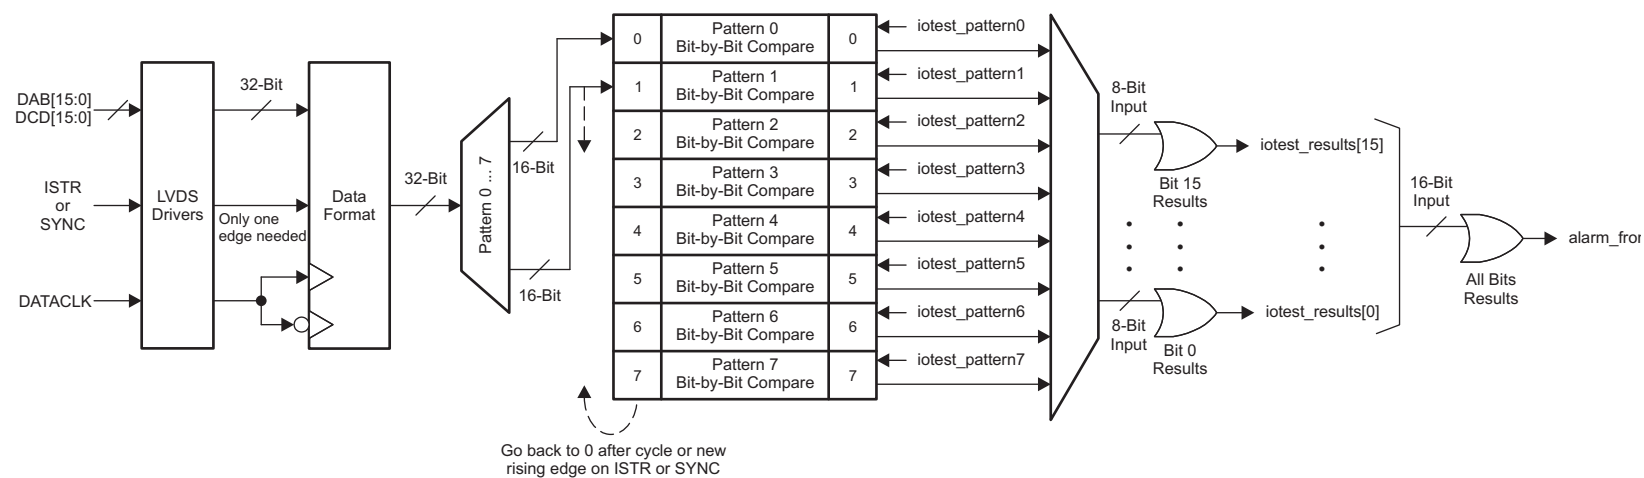 DAB[15:0]
DCD[15:0]
ISTR
or
SYNC
DATACLK
LVDS
Drivers
32-Bit
Only one
edge needed
Data
Format
32-Bit
Pattern 0 ... 7
16-Bit
16-Bit
0 Pattern 0 Bit-by-Bit Compare 0
1 Pattern 1 Bit-by-Bit Compare 1
2 Pattern 2 Bit-by-Bit Compare 2
3 Pattern 3 Bit-by-Bit Compare 3
4 Pattern 4 Bit-by-Bit Compare 4
5 Pattern 5 Bit-by-Bit Compare 5
6 Pattern 6 Bit-by-Bit Compare 6
7 Pattern 7 Bit-by-Bit Compare 7
Go back to 0 after cycle or new
rising edge on ISTR or SYNC
iotest_pattern0
iotest_pattern1
iotest_pattern2
iotest_pattern3
iotest_pattern4
iotest_pattern5
iotest_pattern6
iotest_pattern7
8-Bit
Input
Bit 15
Results
iotest_results[15]
8-Bit
Input
Bit 0
Results
iotest_results[0]
16-Bit
Input
All Bits
Results